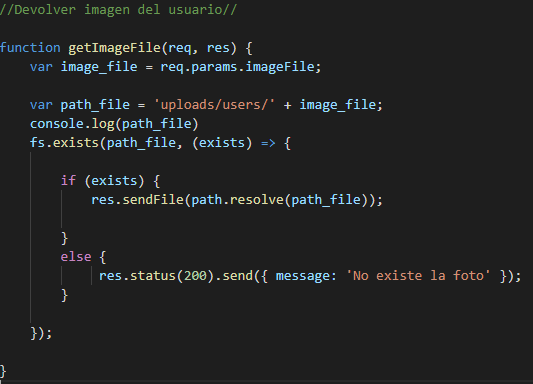 //Devolver imagen del usuario//
function getImageFile(req, res) {
var image_file = req.params.imageFile;
var path_file = 'uploads/users/' + image_file;
console.log(path_file)
fs.exists(path_file, (exists) => {
if (exists) {
res.sendFile(path.resolve(path_file));
}
else {
res.status(200).send({ message: 'No existe la foto' });
}
});
}